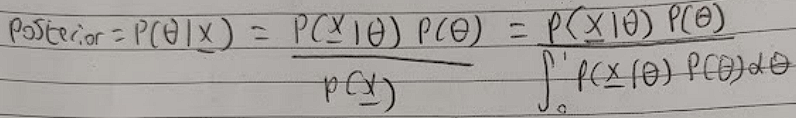 Posterior = P(θ|x̲) = P(x̲|θ) P(θ) / P(x̲) = P(x̲|θ) P(θ) / ∫₀¹ P(x̲|θ) P(θ) dθ